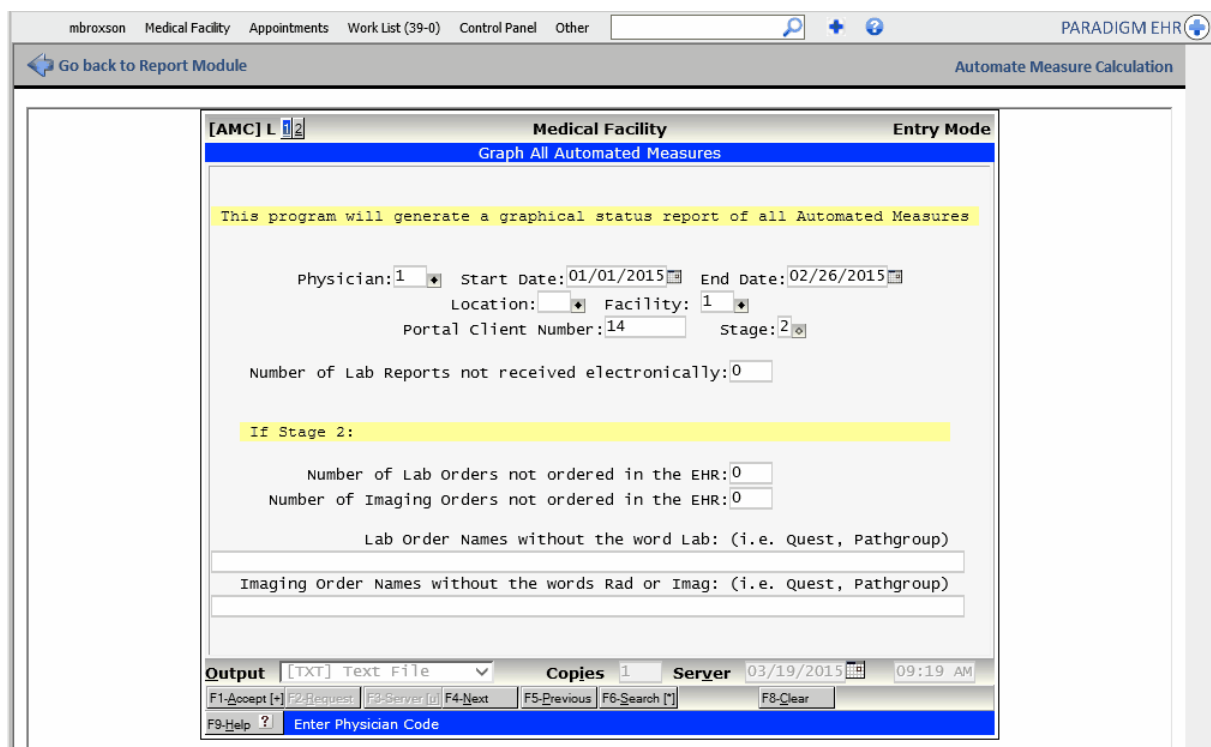 mbroxson Medical Facility Appointments Work List (39-0) Control Panel Other PARADIGM EHR
Go back to Report Module Automate Measure Calculation
[AMC] L 1 2 Medical Facility Entry Mode
Graph All Automated Measures
This program will generate a graphical status report of all Automated Measures
Physician: 1 Start Date: 01/01/2015 End Date: 02/26/2015
Location: Facility: 1
Portal Client Number: 14 Stage: 2
Number of Lab Reports not received electronically: 0
If Stage 2:
Number of Lab Orders not ordered in the EHR: 0
Number of Imaging Orders not ordered in the EHR: 0
Lab Order Names without the word Lab: (i.e. Quest, Pathgroup)
Imaging Order Names without the words Rad or Imag: (i.e. Quest, Pathgroup)
Output [TXT] Text File Copies 1 Server 03/19/2015 09:19 AM
F1-Accept [+] F2-Request F3-Server [u] F4-Next F5-Previous F6-Search [*] F8-Clear
F9-Help ? Enter Physician Code